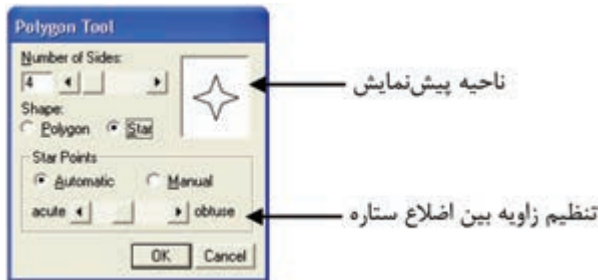 Polygon Tool
Number of Sides:
4
ناحیه پیش‌نمایش
Shape:
Polygon Star
Star Points
Automatic Manual
acute obtuse
تنظیم زاویه بین اضلاع ستاره
OK Cancel